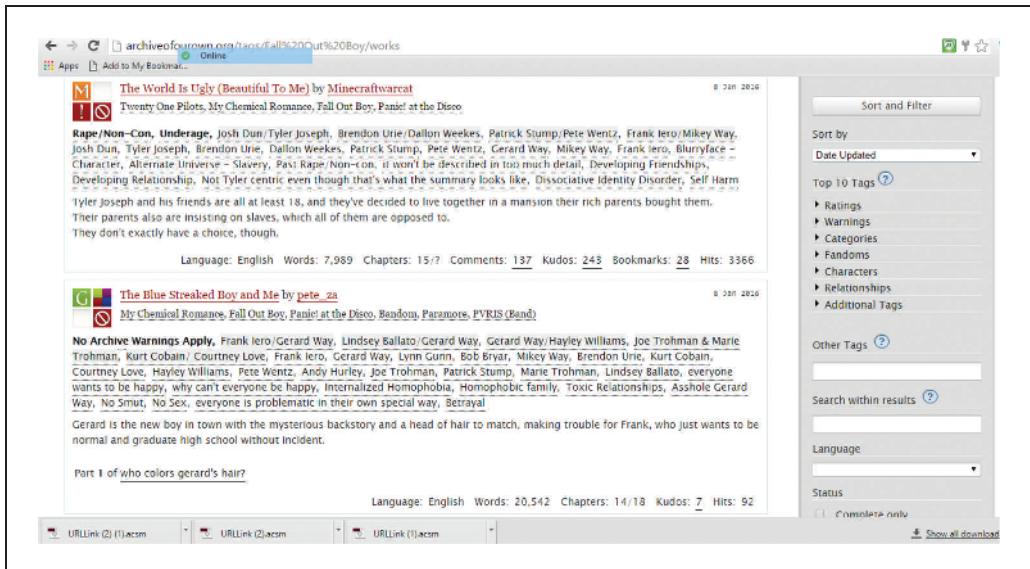 archiveofourown.org/tags/Fall%20Out%20Boy/works
Online
Apps Add to My Bookmar...
The World Is Ugly (Beautiful To Me) by Minecraftwarcat 8 Jan 2016
Twenty One Pilots, My Chemical Romance, Fall Out Boy, Panic! at the Disco
Rape/Non-Con, Underage, Josh Dun/Tyler Joseph, Brendon Urie/Dallon Weekes, Patrick Stump/Pete Wentz, Frank Iero/Mikey Way,
Josh Dun, Tyler Joseph, Brendon Urie, Dallon Weekes, Patrick Stump, Pete Wentz, Gerard Way, Mikey Way, Frank Iero, Blurryface -
Character, Alternate Universe - Slavery, Past Rape/Non-con, it won't be described in too much detail, Developing Friendships,
Developing Relationship, Not Tyler centric even though that's what the summary looks like, Dissociative Identity Disorder, Self Harm
Tyler Joseph and his friends are all at least 18, and they've decided to live together in a mansion their rich parents bought them.
Their parents also are insisting on slaves, which all of them are opposed to.
They don't exactly have a choice, though.
Language: English Words: 7,989 Chapters: 15/? Comments: 137 Kudos: 243 Bookmarks: 28 Hits: 3366
G The Blue Streaked Boy and Me by pete_za 8 Jan 2016
My Chemical Romance, Fall Out Boy, Panic! at the Disco, Bandom, Paramore, PVRIS (Band)
No Archive Warnings Apply, Frank Iero/Gerard Way, Lindsey Ballato/Gerard Way, Gerard Way/Hayley Williams, Joe Trohman & Marie
Trohman, Kurt Cobain/ Courtney Love, Frank Iero, Gerard Way, Lynn Gunn, Bob Bryar, Mikey Way, Brendon Urie, Kurt Cobain,
Courtney Love, Hayley Williams, Pete Wentz, Andy Hurley, Joe Trohman, Patrick Stump, Marie Trohman, Lindsey Ballato, everyone
wants to be happy, why can't everyone be happy, Internalized Homophobia, Homophobic family, Toxic Relationships, Asshole Gerard
Way, No Smut, No Sex, everyone is problematic in their own special way, Betrayal
Gerard is the new boy in town with the mysterious backstory and a head of hair to match, making trouble for Frank, who just wants to be
normal and graduate high school without incident.
Part 1 of who colors gerard's hair?
Language: English Words: 20,542 Chapters: 14/18 Kudos: 7 Hits: 92
Sort and Filter
Sort by
Date Updated
Top 10 Tags ?
Ratings
Warnings
Categories
Fandoms
Characters
Relationships
Additional Tags
Other Tags ?
Search within results ?
Language
Status
Complete only
URLLink (2) (1).acsm URLLink (2).acsm URLLink (1).acsm Show all download